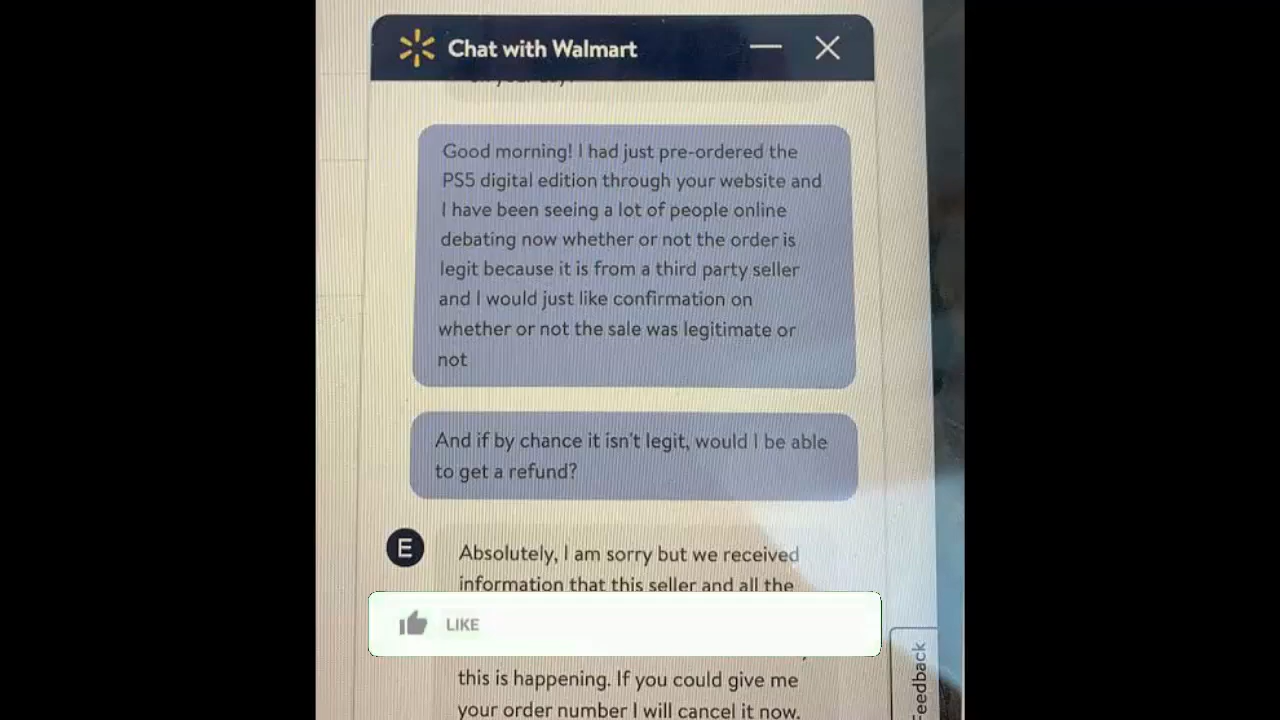 Chat with Walmart
Good morning! I had just pre-ordered the
PS5 digital edition through your website and
I have been seeing a lot of people online
debating now whether or not the order is
legit because it is from a third party seller
and I would just like confirmation on
whether or not the sale was legitimate or
not
And if by chance it isn't legit, would I be able
to get a refund?
E
Absolutely, I am sorry but we received
information that this seller and all the
LIKE
this is happening. If you could give me
your order number I will cancel it now.
Feedback